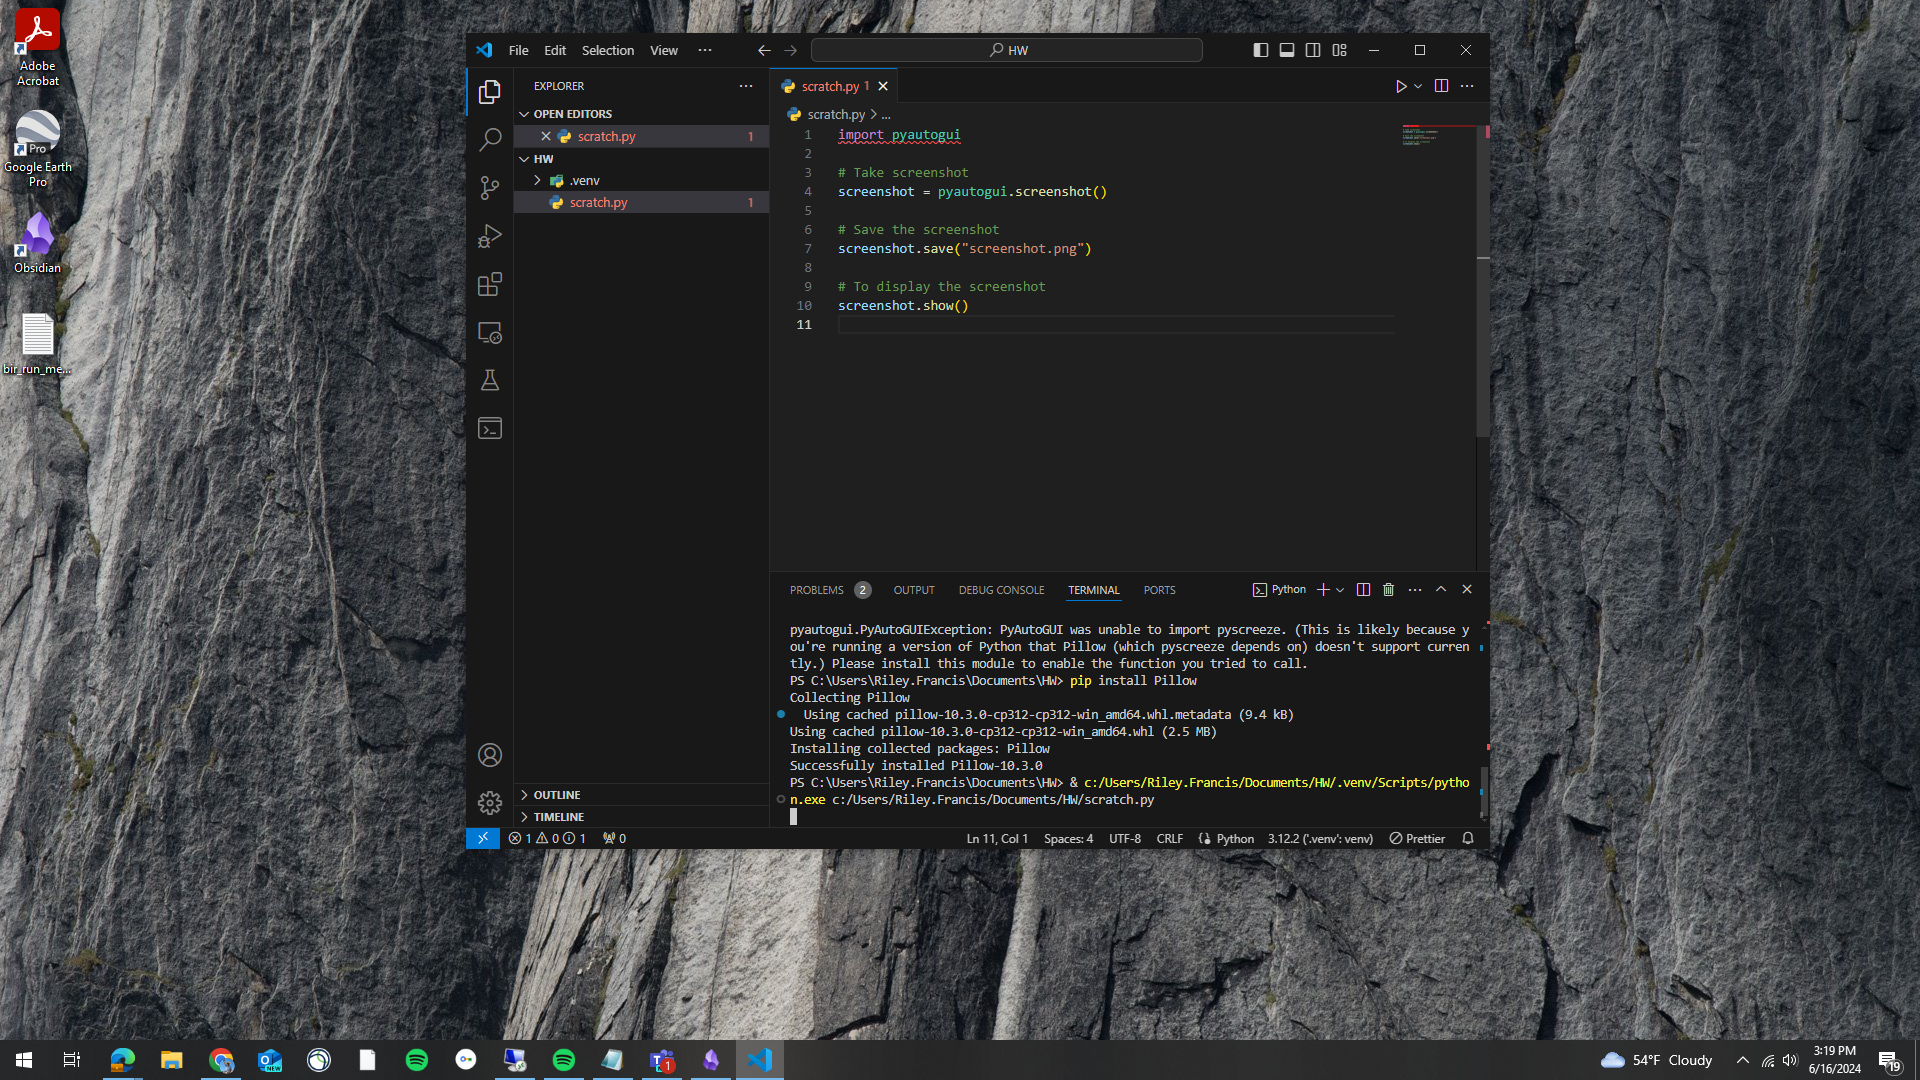 Adobe
Acrobat
Pro
Google Earth
Pro
Obsidian
bir_run_me...
File Edit Selection View ··· HW
EXPLORER ···
OPEN EDITORS
scratch.py 1
HW
.venv
scratch.py 1
OUTLINE
TIMELINE
scratch.py 1
scratch.py > ...
1 import pyautogui
2
3 # Take screenshot
4 screenshot = pyautogui.screenshot()
5
6 # Save the screenshot
7 screenshot.save("screenshot.png")
8
9 # To display the screenshot
10 screenshot.show()
11
PROBLEMS 2 OUTPUT DEBUG CONSOLE TERMINAL PORTS Python
pyautogui.PyAutoGUIException: PyAutoGUI was unable to import pyscreeze. (This is likely because y
ou're running a version of Python that Pillow (which pyscreeze depends on) doesn't support curren
tly.) Please install this module to enable the function you tried to call.
PS C:\Users\Riley.Francis\Documents\HW> pip install Pillow
Collecting Pillow
Using cached pillow-10.3.0-cp312-cp312-win_amd64.whl.metadata (9.4 kB)
Using cached pillow-10.3.0-cp312-cp312-win_amd64.whl (2.5 MB)
Installing collected packages: Pillow
Successfully installed Pillow-10.3.0
PS C:\Users\Riley.Francis\Documents\HW> & c:/Users/Riley.Francis/Documents/HW/.venv/Scripts/pytho
n.exe c:/Users/Riley.Francis/Documents/HW/scratch.py
1 0 1 0 Ln 11, Col 1 Spaces: 4 UTF-8 CRLF Python 3.12.2 ('.venv': venv) Prettier
NEW
1
54°F Cloudy
3:19 PM
6/16/2024
19